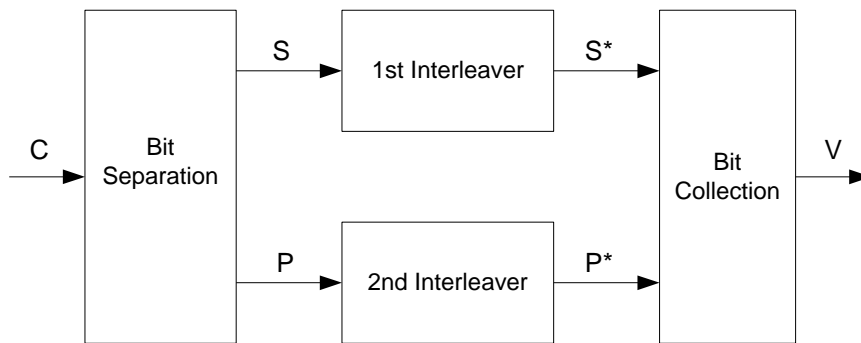 C
Bit
Separation
S
1st Interleaver
S*
P
2nd Interleaver
P*
Bit
Collection
V